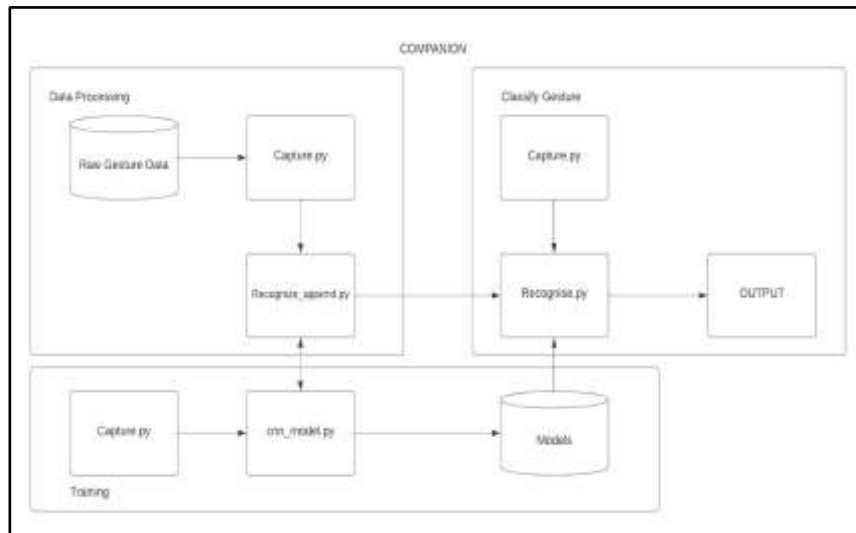 COMPANION
Data Processing
Classify Gesture
Raw Gesture Data
Capture.py
Capture.py
Recognize_append.py
Recognise.py
OUTPUT
Capture.py
cnn_model.py
Models
Training